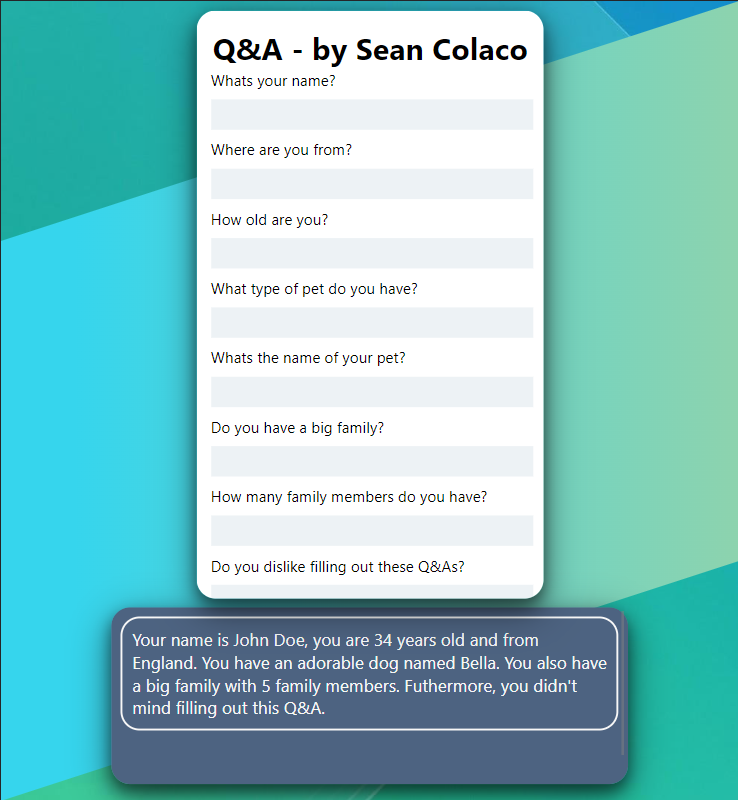 Q&A - by Sean Colaco
Whats your name?
Where are you from?
How old are you?
What type of pet do you have?
Whats the name of your pet?
Do you have a big family?
How many family members do you have?
Do you dislike filling out these Q&As?
Your name is John Doe, you are 34 years old and from
England. You have an adorable dog named Bella. You also have
a big family with 5 family members. Futhermore, you didn't
mind filling out this Q&A.